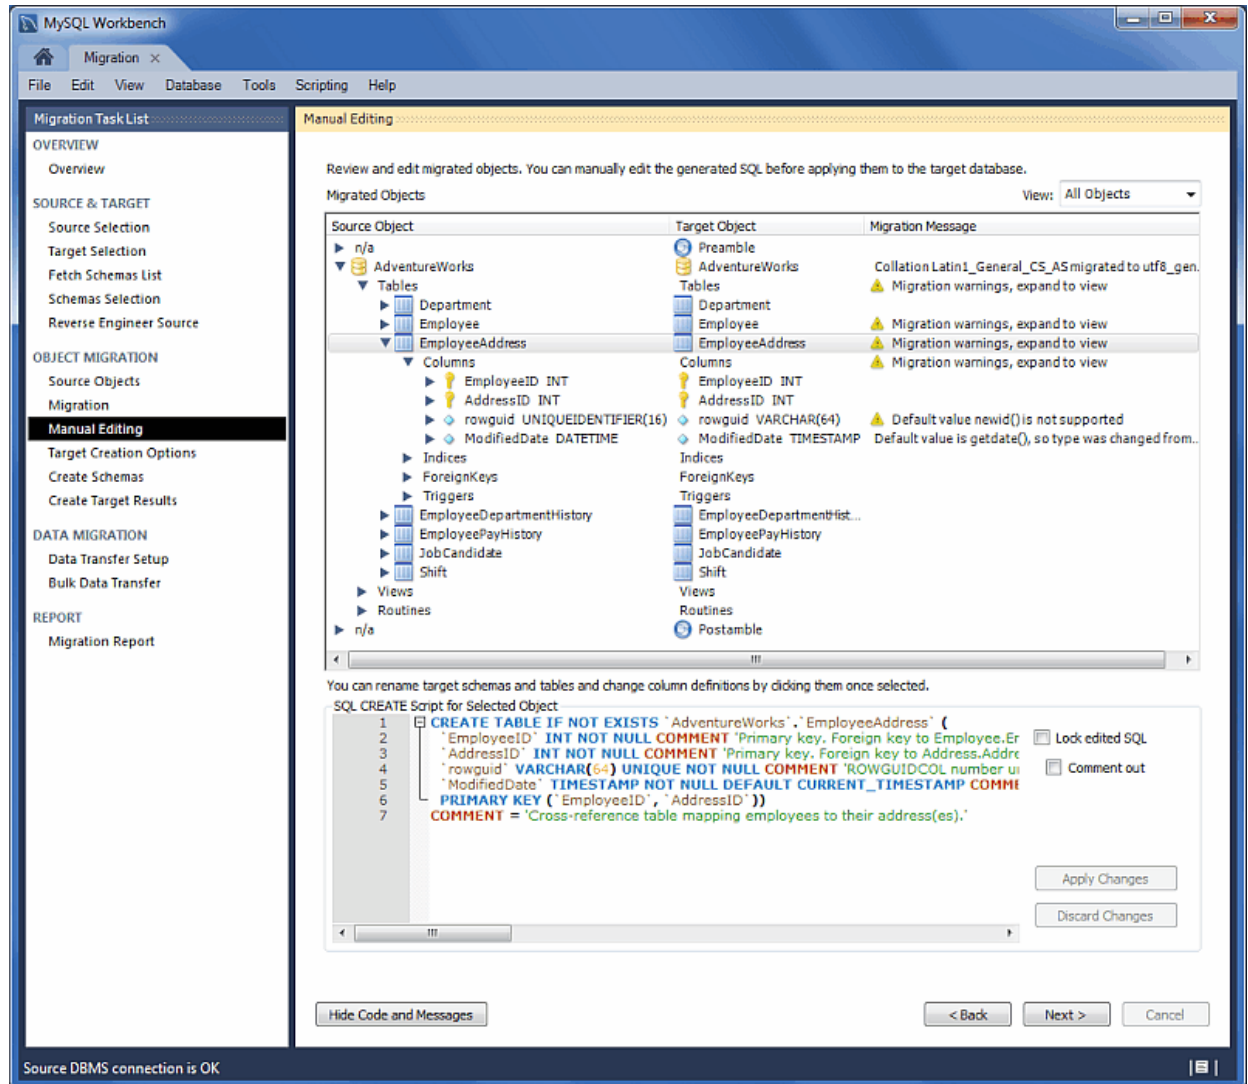 MySQL Workbench
Migration
File Edit View Database Tools Scripting Help
Migration Task List
OVERVIEW
Overview
SOURCE & TARGET
Source Selection
Target Selection
Fetch Schemas List
Schemas Selection
Reverse Engineer Source
OBJECT MIGRATION
Source Objects
Migration
Manual Editing
Target Creation Options
Create Schemas
Create Target Results
DATA MIGRATION
Data Transfer Setup
Bulk Data Transfer
REPORT
Migration Report
Manual Editing
Review and edit migrated objects. You can manually edit the generated SQL before applying them to the target database.
Migrated Objects View: All Objects
Source Object Target Object Migration Message
n/a Preamble
AdventureWorks AdventureWorks Collation Latin1_General_CS_AS migrated to utf8_gen.
Tables Tables Migration warnings, expand to view
Department Department
Employee Employee Migration warnings, expand to view
EmployeeAddress EmployeeAddress Migration warnings, expand to view
Columns Columns Migration warnings, expand to view
EmployeeID INT EmployeeID INT
AddressID INT AddressID INT
rowguid UNIQUEIDENTIFIER(16) rowguid VARCHAR(64) Default value newid() is not supported
ModifiedDate DATETIME ModifiedDate TIMESTAMP Default value is getdate(), so type was changed from...
Indices Indices
ForeignKeys ForeignKeys
Triggers Triggers
EmployeeDepartmentHistory EmployeeDepartmentHist...
EmployeePayHistory EmployeePayHistory
JobCandidate JobCandidate
Shift Shift
Views Views
Routines Routines
n/a Postamble
You can rename target schemas and tables and change column definitions by clicking them once selected.
SQL CREATE Script for Selected Object
1 CREATE TABLE IF NOT EXISTS `AdventureWorks`.`EmployeeAddress` (
2 `EmployeeID` INT NOT NULL COMMENT 'Primary key. Foreign key to Employee.Er
3 `AddressID` INT NOT NULL COMMENT 'Primary key. Foreign key to Address.Addre
4 `rowguid` VARCHAR(64) UNIQUE NOT NULL COMMENT 'ROWGUIDCOL number ui
5 `ModifiedDate` TIMESTAMP NOT NULL DEFAULT CURRENT_TIMESTAMP COMME
6 PRIMARY KEY (`EmployeeID`, `AddressID`))
7 COMMENT = 'Cross-reference table mapping employees to their address(es).'
Lock edited SQL
Comment out
Apply Changes
Discard Changes
Hide Code and Messages < Back Next > Cancel
Source DBMS connection is OK